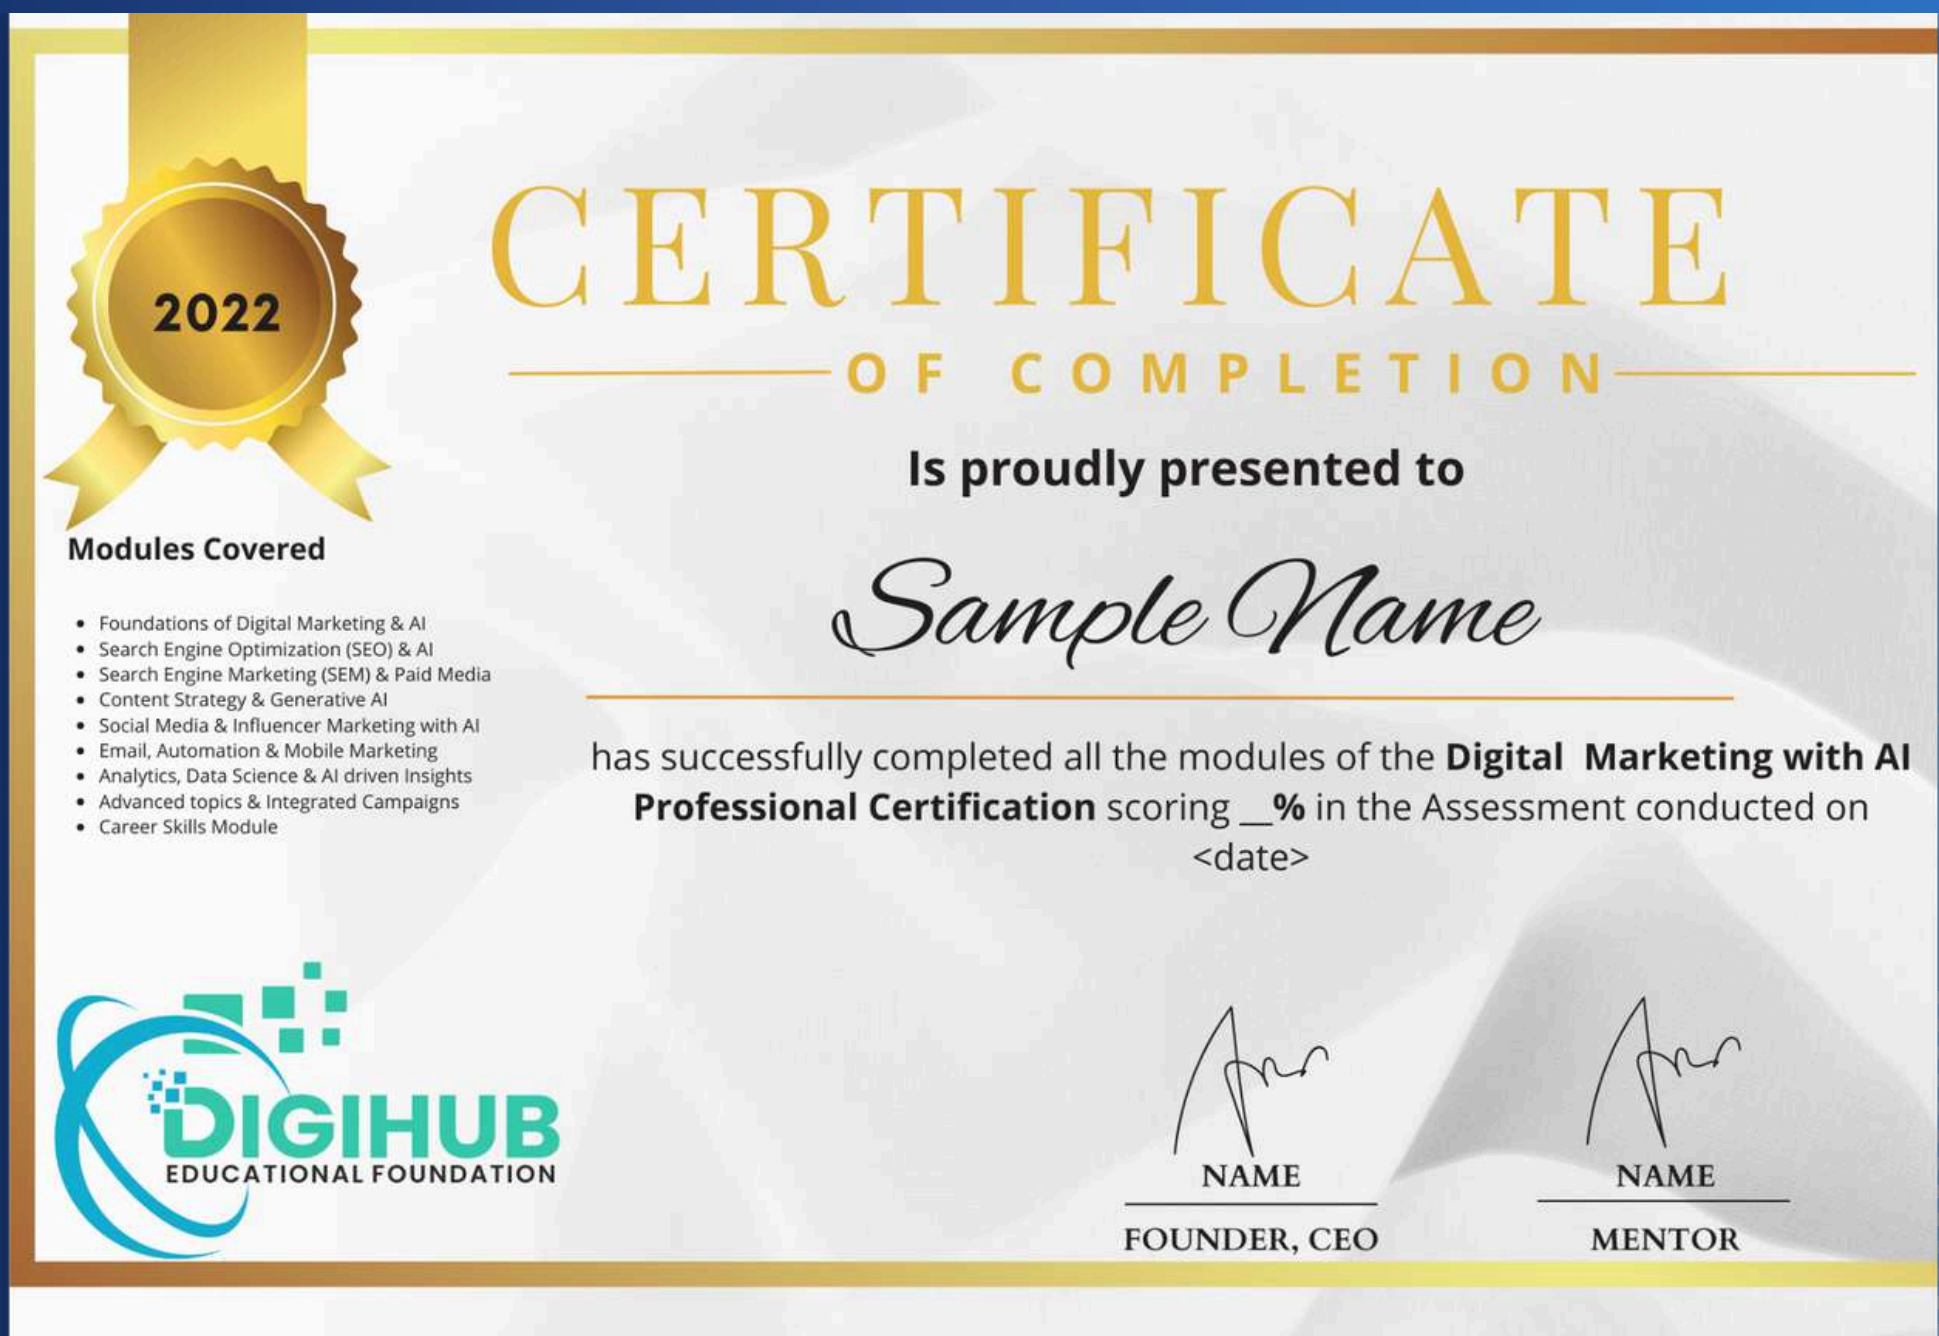 2022
CERTIFICATE
OF COMPLETION
Is proudly presented to
Sample Name
has successfully completed all the modules of the Digital Marketing with AI
Professional Certification scoring __% in the Assessment conducted on
<date>
Modules Covered
• Foundations of Digital Marketing & AI
• Search Engine Optimization (SEO) & AI
• Search Engine Marketing (SEM) & Paid Media
• Content Strategy & Generative AI
• Social Media & Influencer Marketing with AI
• Email, Automation & Mobile Marketing
• Analytics, Data Science & AI driven Insights
• Advanced topics & Integrated Campaigns
• Career Skills Module
DIGIHUB
EDUCATIONAL FOUNDATION
NAME
FOUNDER, CEO
NAME
MENTOR